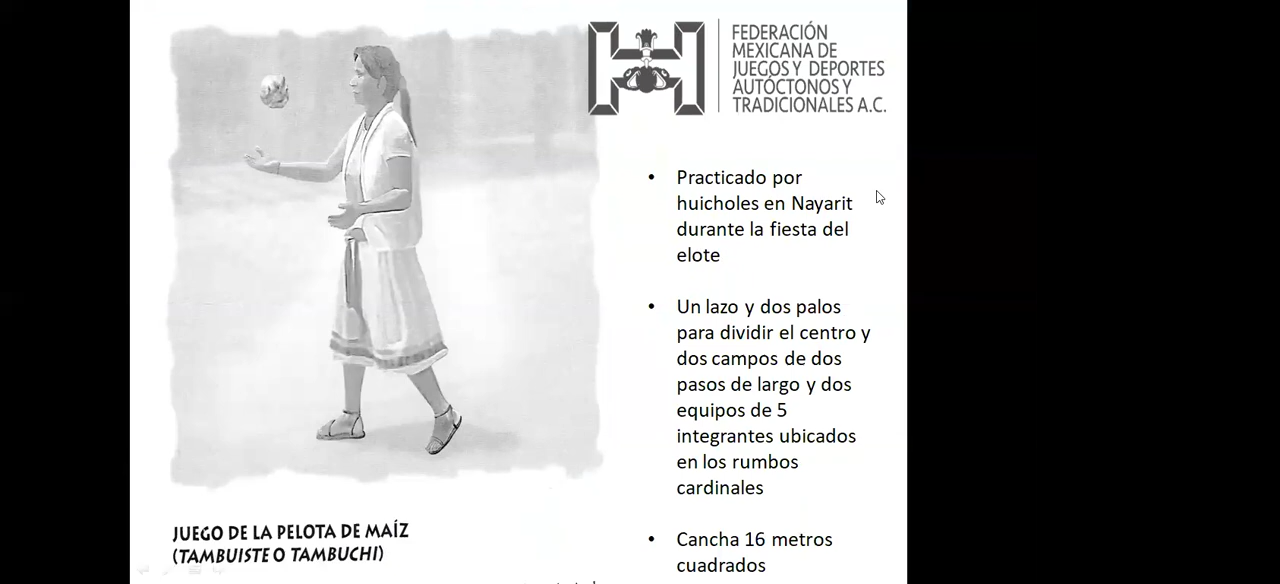 FEDERACIÓN
MEXICANA DE
JUEGOS Y DEPORTES
AUTÓCTONOS Y
TRADICIONALES A.C.
• Practicado por
huicholes en Nayarit
durante la fiesta del
elote
• Un lazo y dos palos
para dividir el centro y
dos campos de dos
pasos de largo y dos
equipos de 5
integrantes ubicados
en los rumbos
cardinales
• Cancha 16 metros
cuadrados
JUEGO DE LA PELOTA DE MAÍZ
(TAMBUISTE O TAMBUCHI)